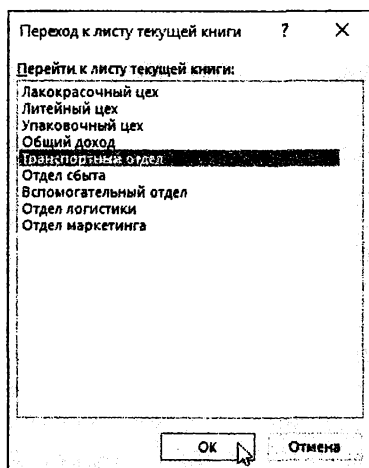 Переход к листу текущей книги ? ×
Перейти к листу текущей книги:
Лакокрасочный цех
Литейный цех
Упаковочный цех
Общий доход
Транспортный отдел
Отдел сбыта
Вспомогательный отдел
Отдел логистики
Отдел маркетинга
ОК Отмена